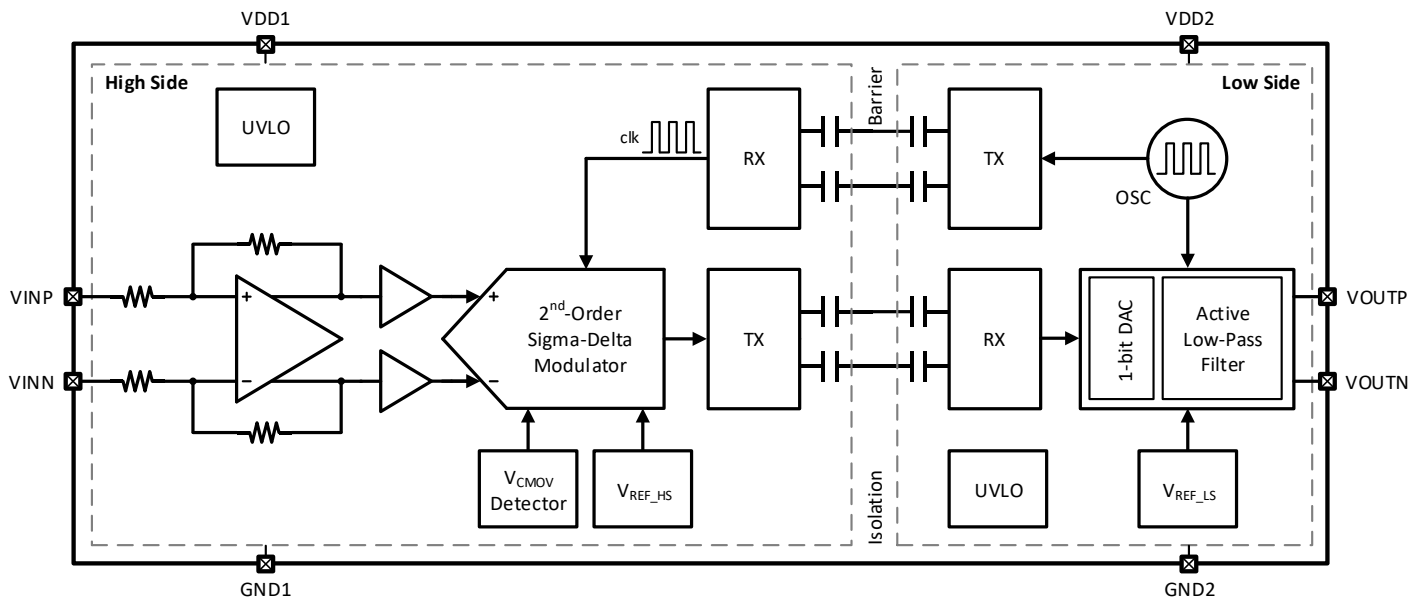 VDD1
VDD2
High Side
Low Side
UVLO
clk
RX
Barrier
TX
OSC
VINP
VINN
+
−
+
−
2nd-Order
Sigma-Delta
Modulator
TX
RX
1-bit DAC
Active
Low-Pass
Filter
VOUTP
VOUTN
VCMOV
Detector
VREF_HS
Isolation
UVLO
VREF_LS
GND1
GND2